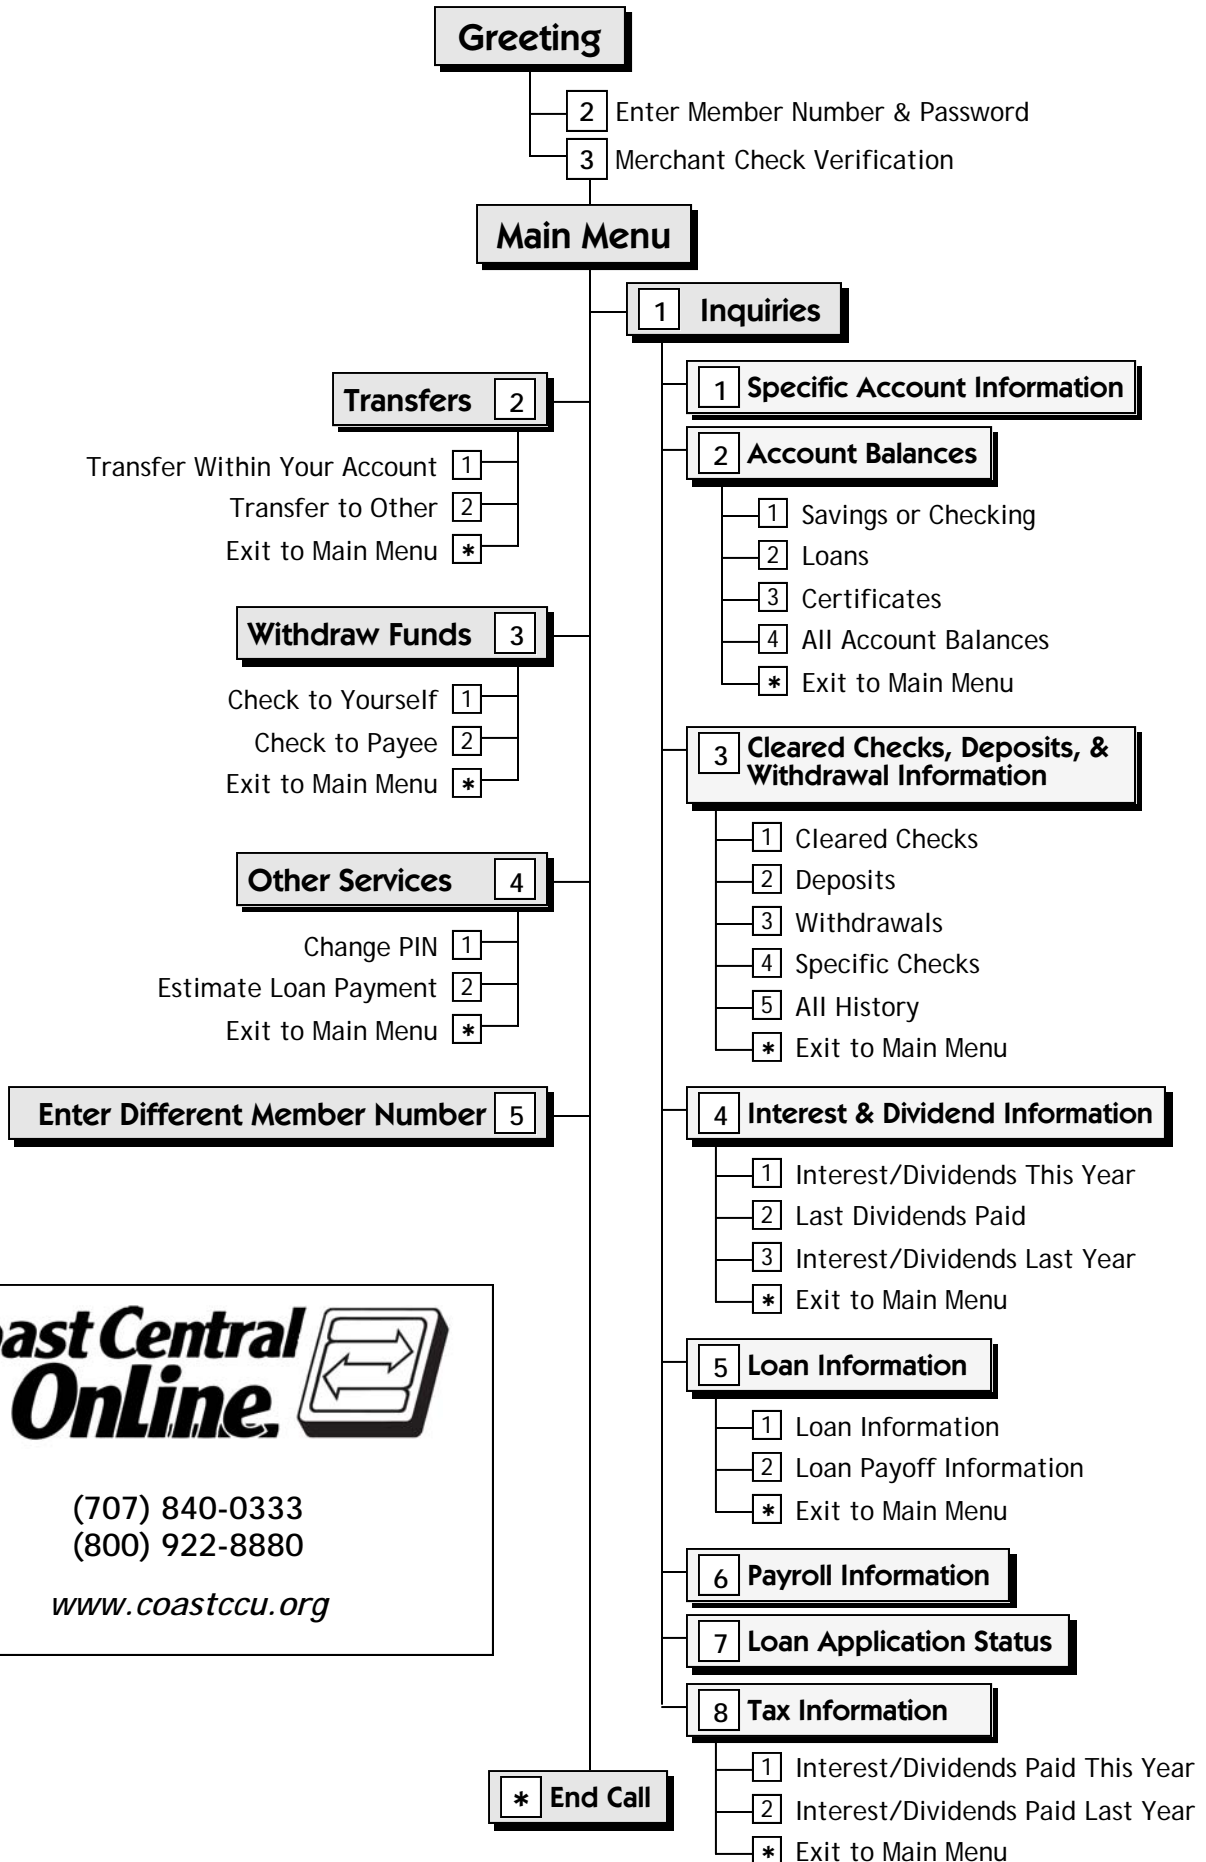 Greeting
2 Enter Member Number & Password
3 Merchant Check Verification
Main Menu
1 Inquiries
Transfers 2
Transfer Within Your Account 1
Transfer to Other 2
Exit to Main Menu *
Withdraw Funds 3
Check to Yourself 1
Check to Payee 2
Exit to Main Menu *
Other Services 4
Change PIN 1
Estimate Loan Payment 2
Exit to Main Menu *
Enter Different Member Number 5
1 Specific Account Information
2 Account Balances
1 Savings or Checking
2 Loans
3 Certificates
4 All Account Balances
* Exit to Main Menu
3 Cleared Checks, Deposits, &
Withdrawal Information
1 Cleared Checks
2 Deposits
3 Withdrawals
4 Specific Checks
5 All History
* Exit to Main Menu
4 Interest & Dividend Information
1 Interest/Dividends This Year
2 Last Dividends Paid
3 Interest/Dividends Last Year
* Exit to Main Menu
5 Loan Information
1 Loan Information
2 Loan Payoff Information
* Exit to Main Menu
6 Payroll Information
7 Loan Application Status
8 Tax Information
1 Interest/Dividends Paid This Year
2 Interest/Dividends Paid Last Year
* Exit to Main Menu
* End Call
ast Central
OnLine.
(707) 840-0333
(800) 922-8880
www.coastccu.org